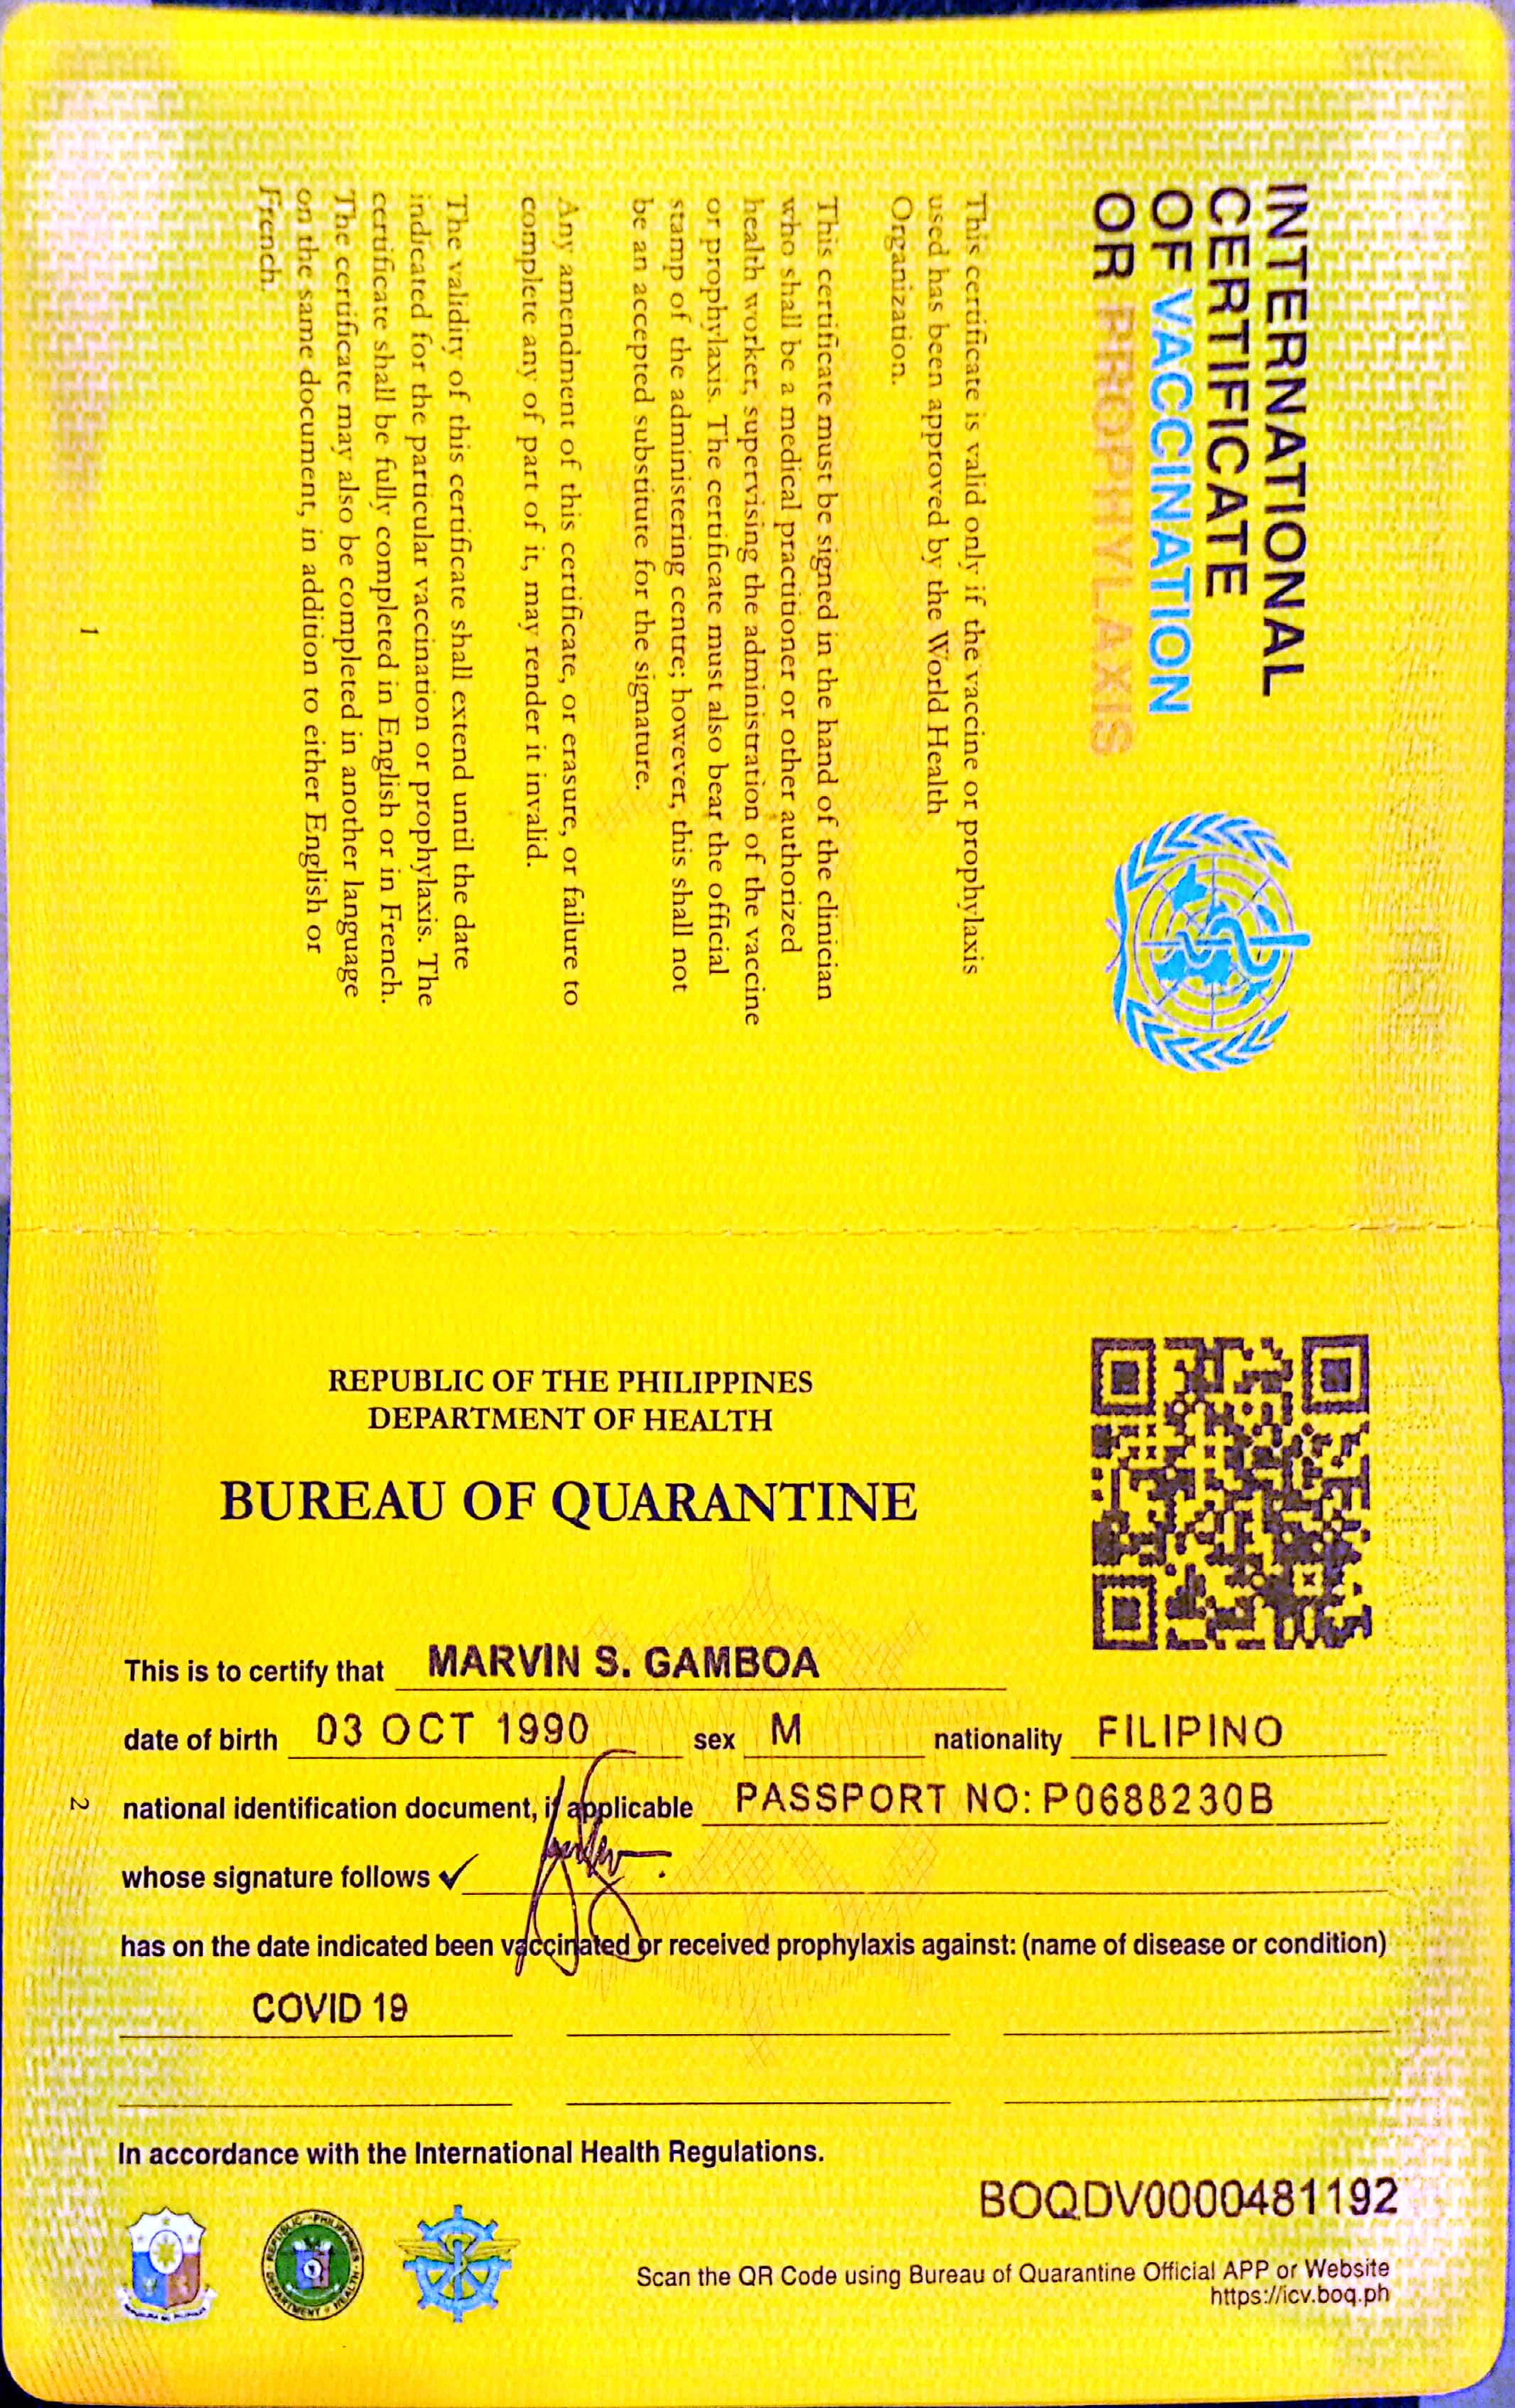 INTERNATIONAL
CERTIFICATE
OF VACCINATION
OR PROPHYLAXIS
This certificate is valid only if the vaccine or prophylaxis
used has been approved by the World Health
Organization.
This certificate must be signed in the hand of the clinician
who shall be a medical practitioner or other authorized
health worker, supervising the administration of the vaccine
or prophylaxis. The certificate must also bear the official
stamp of the administering centre; however, this shall not
be an accepted substitute for the signature.
Any amendment of this certificate, or erasure, or failure to
complete any of part of it, may render it invalid.
The validity of this certificate shall extend until the date
indicated for the particular vaccination or prophylaxis. The
certificate shall be fully completed in English or in French.
The certificate may also be completed in another language
on the same document, in addition to either English or
French.
1
REPUBLIC OF THE PHILIPPINES
DEPARTMENT OF HEALTH
BUREAU OF QUARANTINE
This is to certify that MARVIN S. GAMBOA
date of birth 03 OCT 1990 sex M nationality FILIPINO
national identification document, if applicable PASSPORT NO: P0688230B
whose signature follows ✓
has on the date indicated been vaccinated or received prophylaxis against: (name of disease or condition)
COVID 19
In accordance with the International Health Regulations.
BOQDV0000481192
Scan the QR Code using Bureau of Quarantine Official APP or Website
https://icv.boq.ph
2